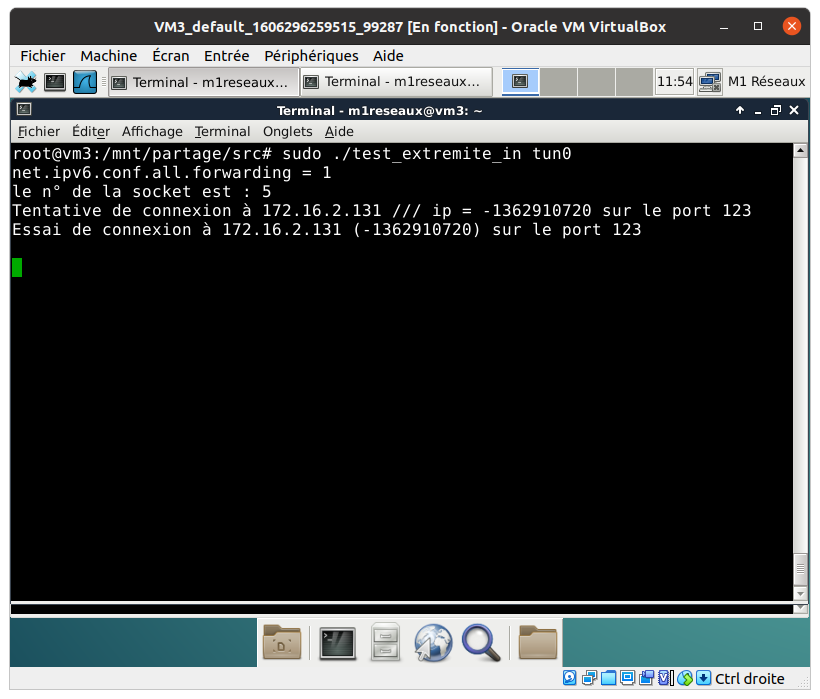 VM3_default_1606296259515_99287 [En fonction] - Oracle VM VirtualBox
Fichier Machine Écran Entrée Périphériques Aide
Terminal - m1reseaux... Terminal - m1reseaux... 11:54 M1 Réseaux
Terminal - m1reseaux@vm3: ~
Fichier Éditer Affichage Terminal Onglets Aide
root@vm3:/mnt/partage/src# sudo ./test_extremite_in tun0
net.ipv6.conf.all.forwarding = 1
le n° de la socket est : 5
Tentative de connexion à 172.16.2.131 /// ip = -1362910720 sur le port 123
Essai de connexion à 172.16.2.131 (-1362910720) sur le port 123
Ctrl droite